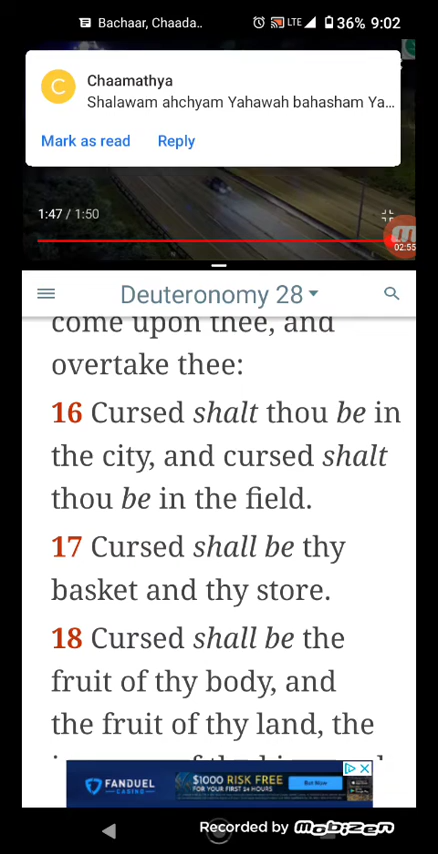 Bachaar, Chaada.. LTE 36% 9:02
C
Chaamathya
Shalawam ahchyam Yahawah bahasham Ya...
Mark as read Reply
1:47 / 1:50
02:55
Deuteronomy 28
come upon thee, and
overtake thee:
16 Cursed shalt thou be in
the city, and cursed shalt
thou be in the field.
17 Cursed shall be thy
basket and thy store.
18 Cursed shall be the
fruit of thy body, and
the fruit of thy land, the
FANDUEL
CASINO
$1000 RISK FREE
FOR YOUR FIRST 24 HOURS
Recorded by mobizen